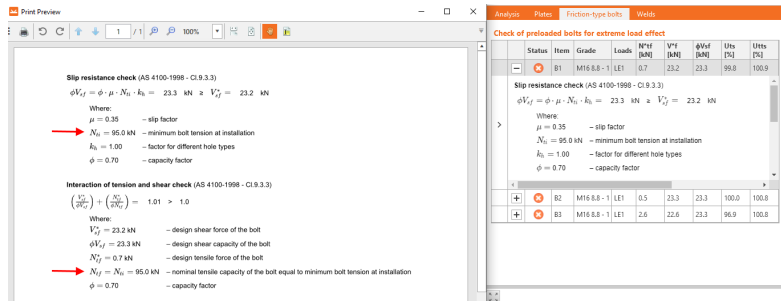 Print Preview
1 / 1 100%
Slip resistance check (AS 4100-1998 - Cl.9.3.3)
ϕV_sf = ϕ · μ · N_ti · k_h = 23.3 kN ≥ V*_sf = 23.2 kN
Where:
μ = 0.35 – slip factor
N_ti = 95.0 kN – minimum bolt tension at installation
k_h = 1.00 – factor for different hole types
ϕ = 0.70 – capacity factor
Interaction of tension and shear check (AS 4100-1998 - Cl.9.3.3)
(V*_sf / ϕV_sf) + (N*_tf / ϕN_tf) = 1.01 > 1.0
Where:
V*_sf = 23.2 kN – design shear force of the bolt
ϕV_sf = 23.3 kN – design shear capacity of the bolt
N*_tf = 0.7 kN – design tensile force of the bolt
N_tf = N_ti = 95.0 kN – nominal tensile capacity of the bolt equal to minimum bolt tension at installation
ϕ = 0.70 – capacity factor
Analysis Plates Friction-type bolts Welds
Check of preloaded bolts for extreme load effect
Status Item Grade Loads N*tf [kN] V*f [kN] ϕVsf [kN] Uts [%] Utts [%]
B1 M16 8.8 - 1 LE1 0.7 23.2 23.3 99.8 100.9
Slip resistance check (AS 4100-1998 - Cl.9.3.3)
ϕV_sf = ϕ · μ · N_ti · k_h = 23.3 kN ≥ V*_sf = 23.2 kN
Where:
μ = 0.35 – slip factor
N_ti = 95.0 kN – minimum bolt tension at installation
k_h = 1.00 – factor for different hole types
ϕ = 0.70 – capacity factor
B2 M16 8.8 - 1 LE1 0.5 23.3 23.3 100.0 100.8
B3 M16 8.8 - 1 LE1 2.6 22.6 23.3 96.9 100.8